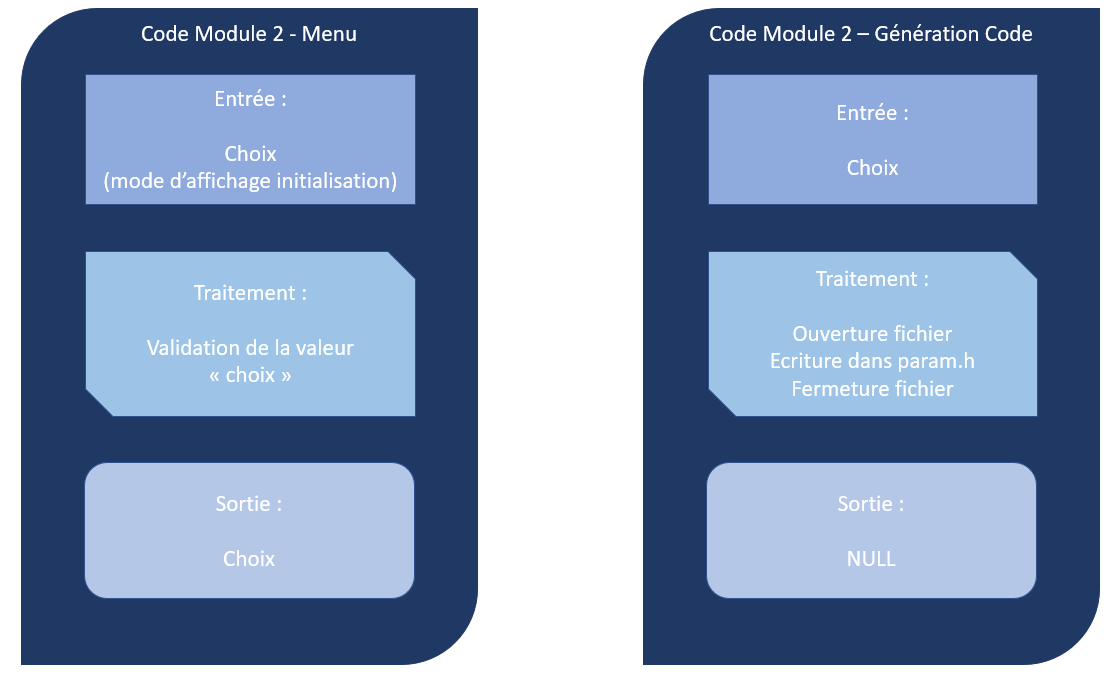 Code Module 2 - Menu
Entrée :
Choix
(mode d’affichage initialisation)
Traitement :
Validation de la valeur
« choix »
Sortie :
Choix
Code Module 2 – Génération Code
Entrée :
Choix
Traitement :
Ouverture fichier
Ecriture dans param.h
Fermeture fichier
Sortie :
NULL